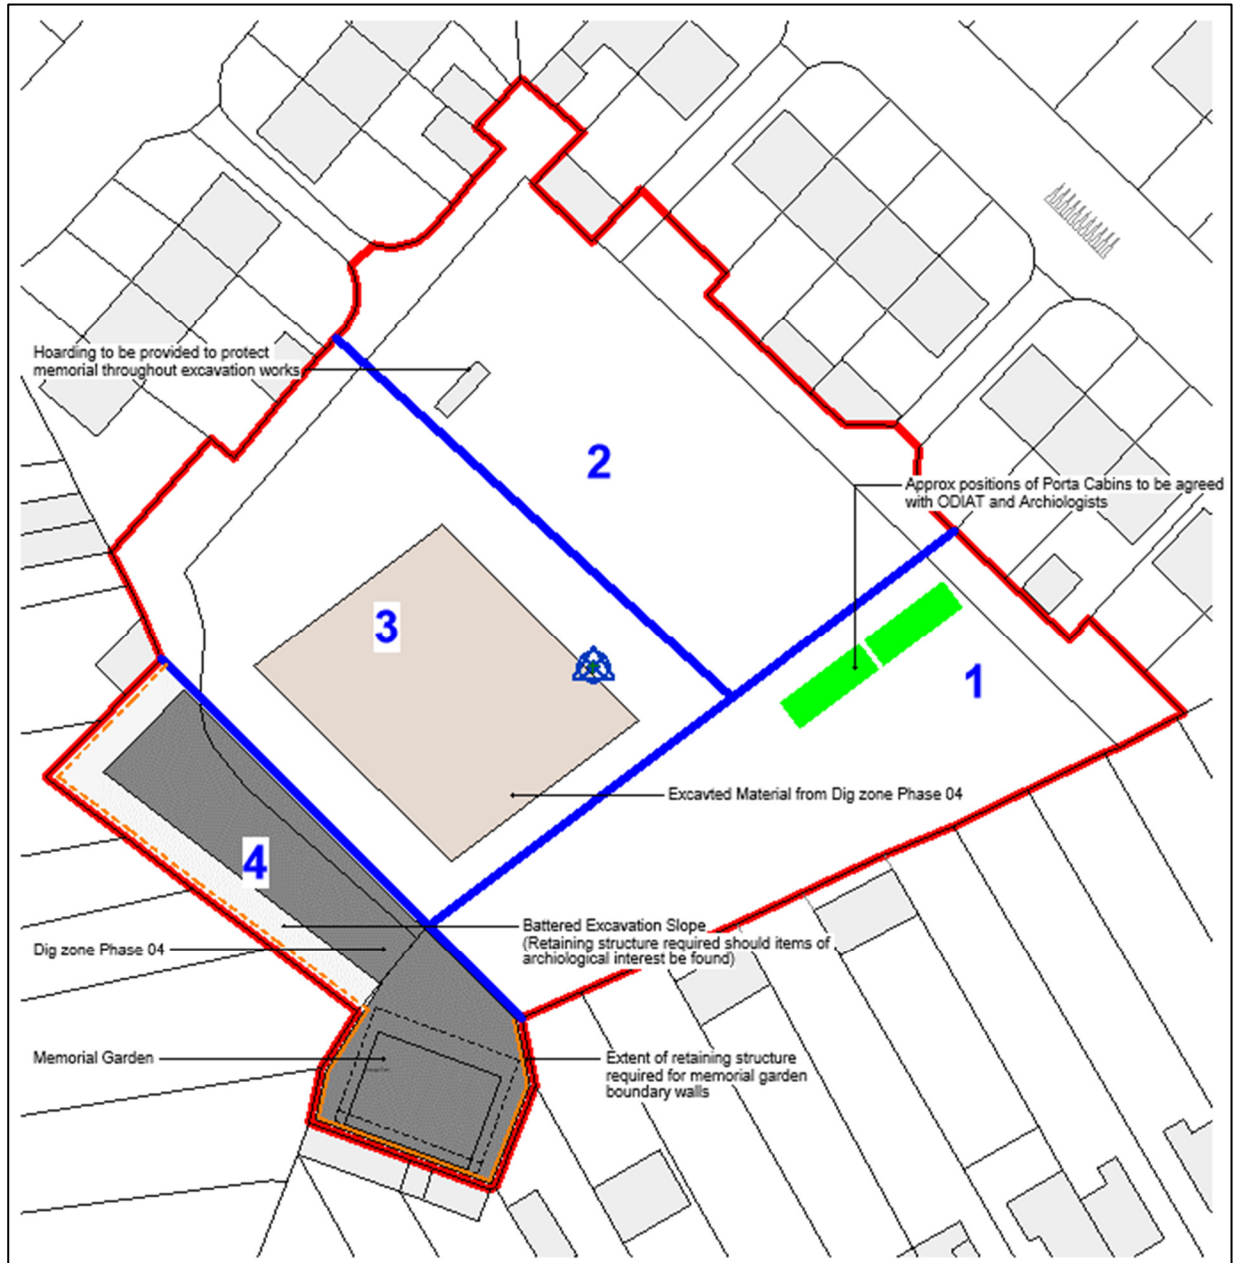 Hoarding to be provided to protect
memorial throughout excavation works
2
Approx positions of Porta Cabins to be agreed
with ODIAT and Archiologists
3
1
Excavted Material from Dig zone Phase 04
4
Battered Excavation Slope
(Retaining structure required should items of
archiological interest be found)
Dig zone Phase 04
Memorial Garden
Extent of retaining structure
required for memorial garden
boundary walls